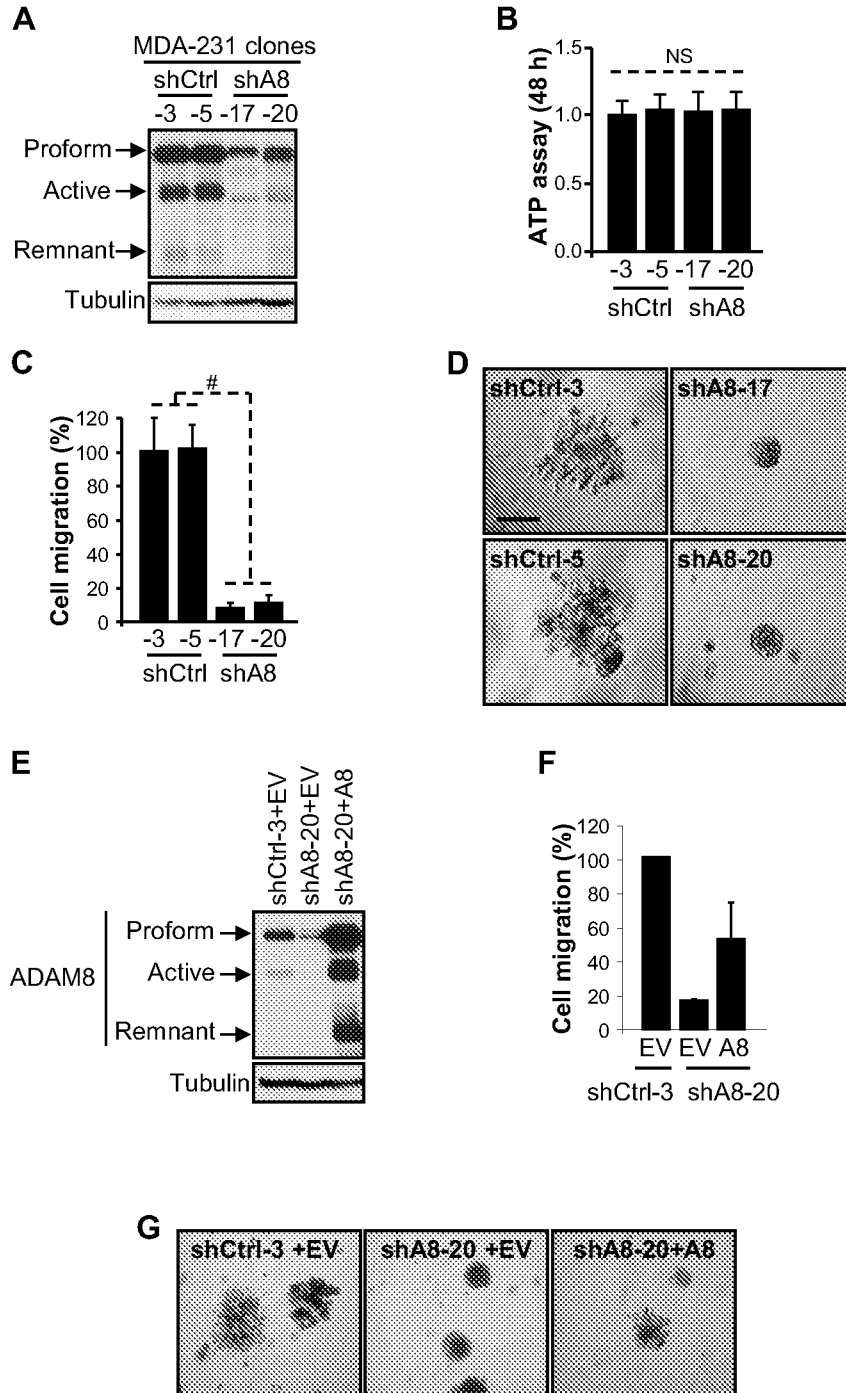 A
MDA-231 clones
shCtrl shA8
-3 -5 -17 -20
Proform
Active
Remnant
Tubulin
B
ATP assay (48 h)
1.5
1.0
0.5
0.0
NS
-3 -5 -17 -20
shCtrl shA8
C
Cell migration (%)
120
100
80
60
40
20
0
#
-3 -5 -17 -20
shCtrl shA8
D
shCtrl-3
shA8-17
shCtrl-5
shA8-20
E
shCtrl-3+EV
shA8-20+EV
shA8-20+A8
ADAM8
Proform
Active
Remnant
Tubulin
F
Cell migration (%)
120
100
80
60
40
20
0
EV EV A8
shCtrl-3 shA8-20
G
shCtrl-3 +EV
shA8-20 +EV
shA8-20+A8